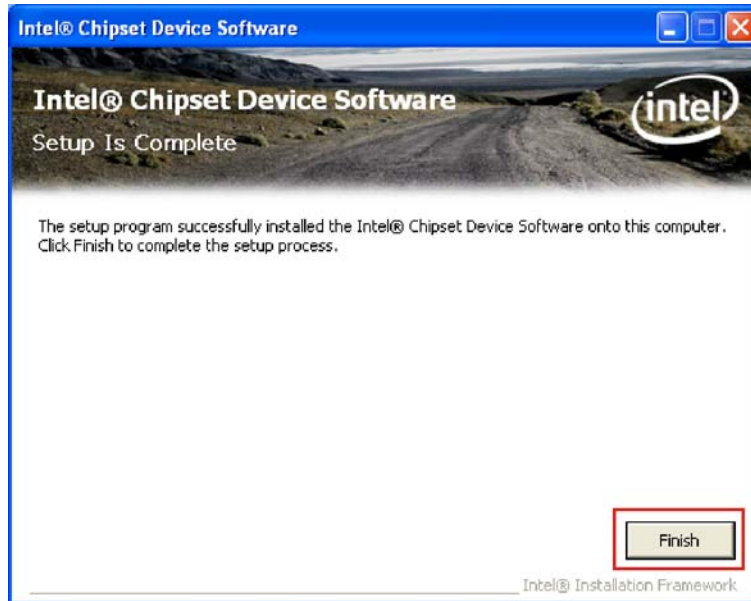 Intel® Chipset Device Software
Intel® Chipset Device Software
intel
Setup Is Complete
The setup program successfully installed the Intel® Chipset Device Software onto this computer.
Click Finish to complete the setup process.
Finish
Intel® Installation Framework